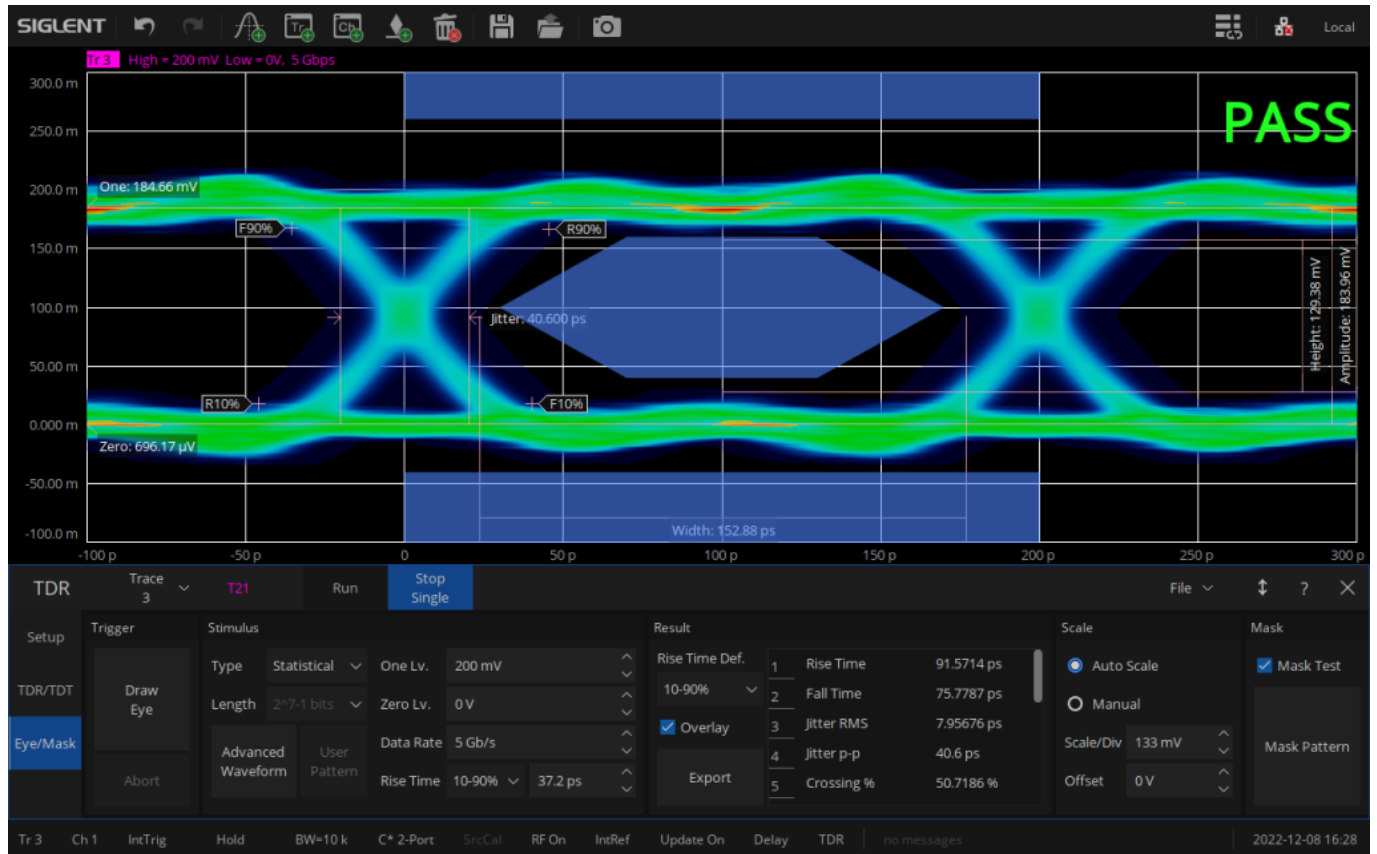 SIGLENT Tr Ch Local
Tr 3 High = 200 mV Low = 0V, 5 Gbps
300.0 m
PASS
250.0 m
200.0 m
One: 184.66 mV
F90% R90%
150.0 m
100.0 m
Jitter: 40.600 ps
Height: 129.38 mV
Amplitude: 183.96 mV
50.00 m
R10% F10%
0.000 m
Zero: 696.17 µV
-50.00 m
Width: 152.88 ps
-100.0 m
-100 p -50 p 0 50 p 100 p 150 p 200 p 250 p 300 p
TDR Trace 3 T21 Run Stop Single File ?
Setup Trigger Stimulus Result Scale Mask
Type Statistical One Lv. 200 mV Rise Time Def. 1 Rise Time 91.5714 ps Auto Scale Mask Test
TDR/TDT Draw Eye Length 2^7-1 bits Zero Lv. 0 V 10-90% 2 Fall Time 75.7787 ps Manual
Eye/Mask Advanced Waveform User Pattern Data Rate 5 Gb/s Overlay 3 Jitter RMS 7.95676 ps Scale/Div 133 mV Mask Pattern
4 Jitter p-p 40.6 ps
Abort Rise Time 10-90% 37.2 ps Export 5 Crossing % 50.7186 % Offset 0 V
Tr 3 Ch 1 IntTrig Hold BW=10 k C* 2-Port SrcCal RF On IntRef Update On Delay TDR no messages 2022-12-08 16:28